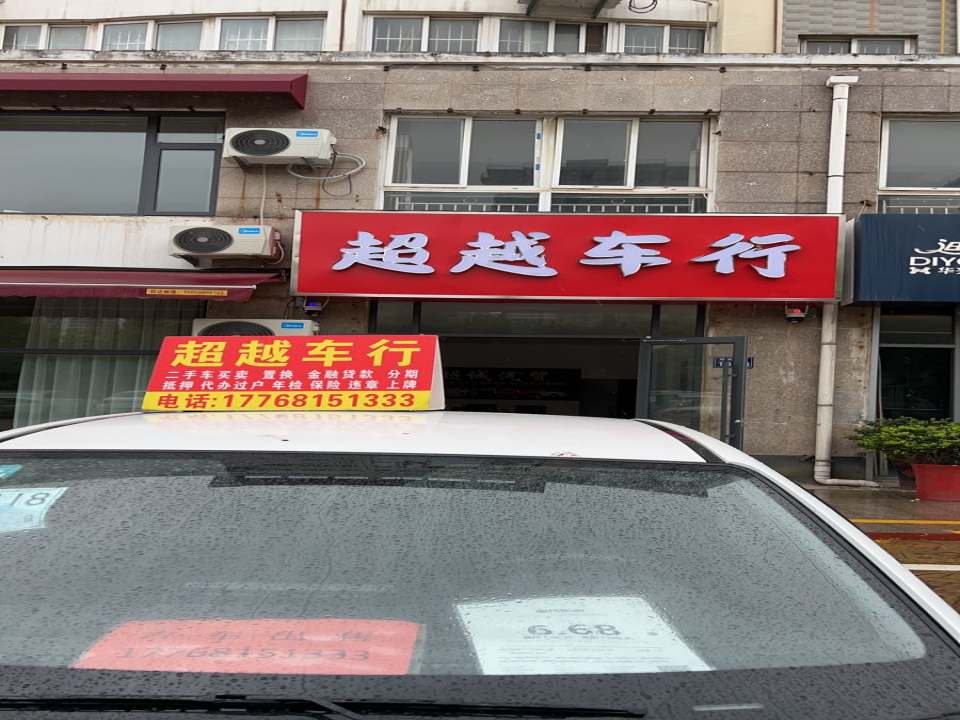 超越车行
DIYO
华
超越车行
二手车买卖 置换 金融贷款 分期
抵押 代办过户 年检 保险 违章 上牌
电话:17768151333
18
17768151333
6.68